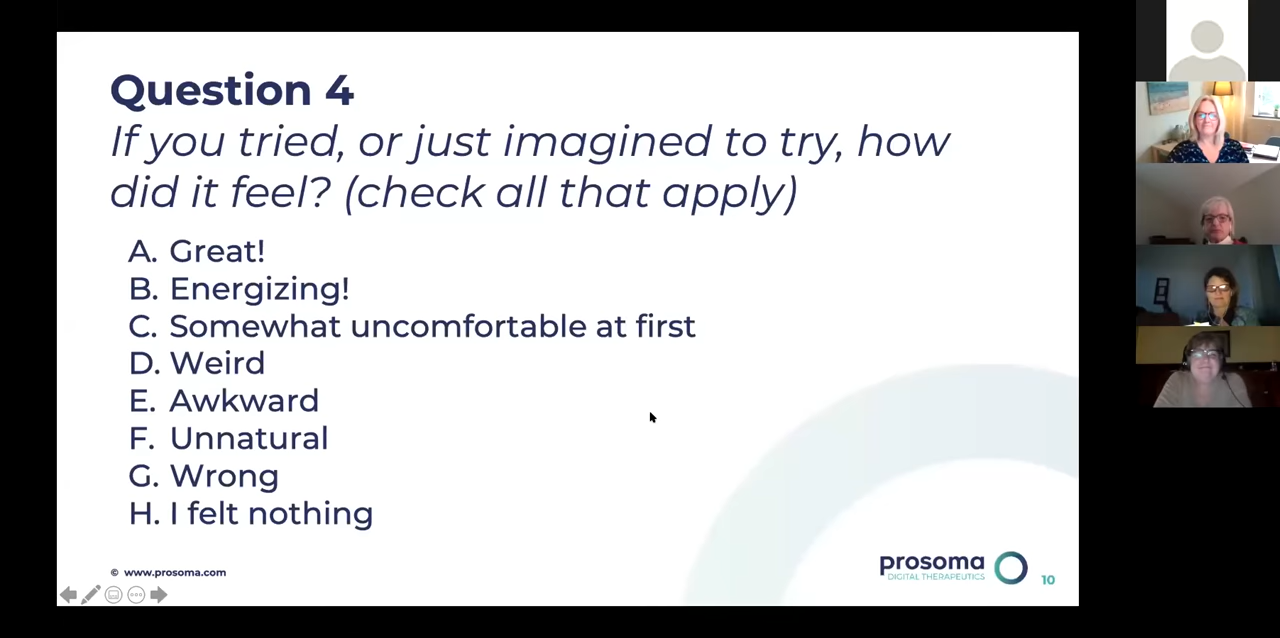 Question 4
If you tried, or just imagined to try, how
did it feel? (check all that apply)
A. Great!
B. Energizing!
C. Somewhat uncomfortable at first
D. Weird
E. Awkward
F. Unnatural
G. Wrong
H. I felt nothing
© www.prosoma.com
prosoma
DIGITAL THERAPEUTICS
10